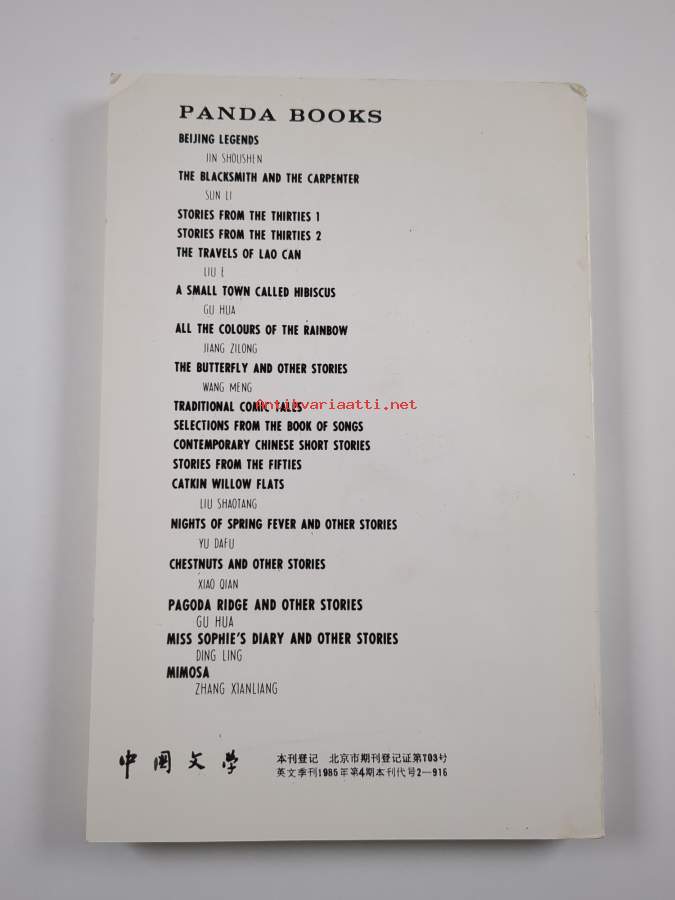 PANDA BOOKS
BEIJING LEGENDS
JIN SHOUSHEN
THE BLACKSMITH AND THE CARPENTER
SUN LI
STORIES FROM THE THIRTIES 1
STORIES FROM THE THIRTIES 2
THE TRAVELS OF LAO CAN
LIU E
A SMALL TOWN CALLED HIBISCUS
GU HUA
ALL THE COLOURS OF THE RAINBOW
JIANG ZILONG
THE BUTTERFLY AND OTHER STORIES
WANG MENG
TRADITIONAL COMIC TALES
Antikvariaatti.net
SELECTIONS FROM THE BOOK OF SONGS
CONTEMPORARY CHINESE SHORT STORIES
STORIES FROM THE FIFTIES
CATKIN WILLOW FLATS
LIU SHAOTANG
NIGHTS OF SPRING FEVER AND OTHER STORIES
YU DAFU
CHESTNUTS AND OTHER STORIES
XIAO QIAN
PAGODA RIDGE AND OTHER STORIES
GU HUA
MISS SOPHIE'S DIARY AND OTHER STORIES
DING LING
MIMOSA
ZHANG XIANLIANG
中国文学
本刊登记 北京市期刊登记证第703号
英文季刊1985年第4期本刊代号2—916